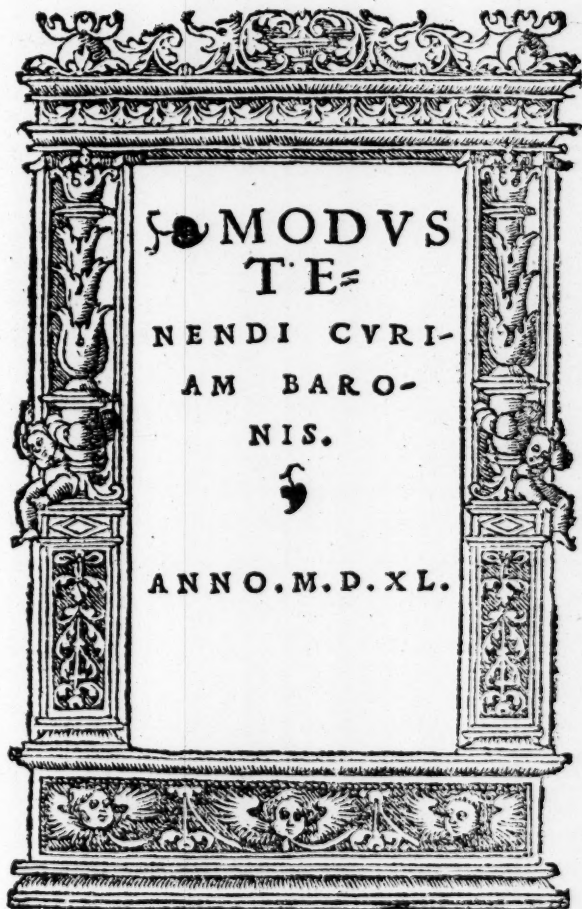 ❧ MODVS
TE=
NENDI CVRI-
AM BARO-
NIS.
❦
ANNO.M.D.XL.